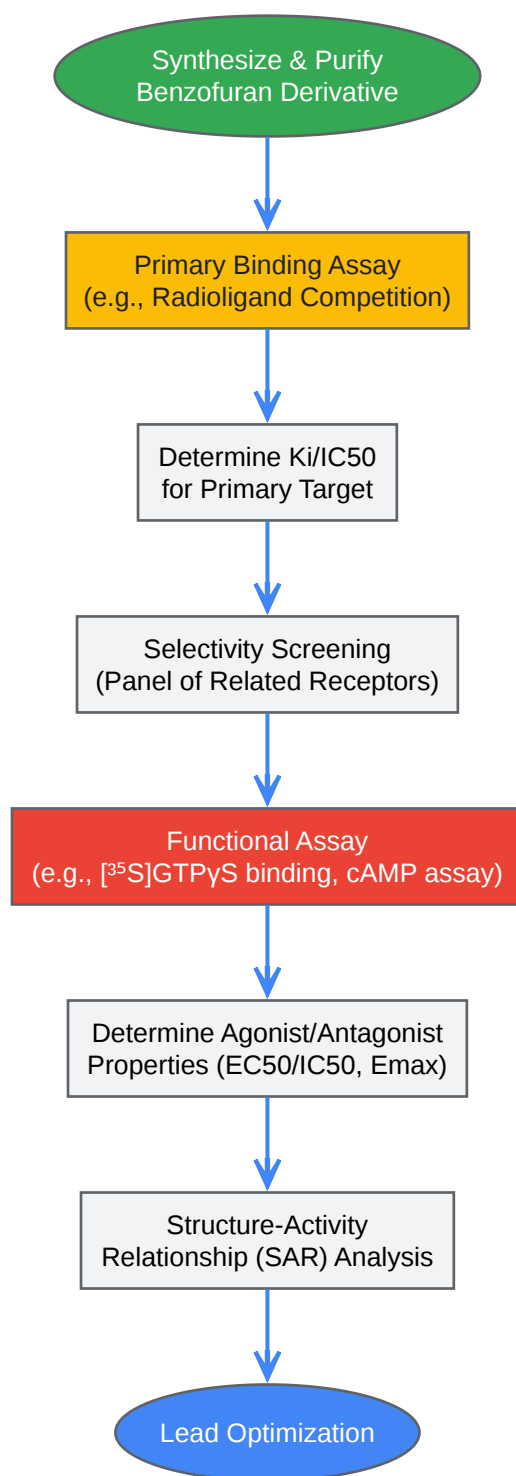 Synthesize & Purify
Benzofuran Derivative
Primary Binding Assay
(e.g., Radioligand Competition)
Determine Ki/IC50
for Primary Target
Selectivity Screening
(Panel of Related Receptors)
Functional Assay
(e.g., [³⁵S]GTPγS binding, cAMP assay)
Determine Agonist/Antagonist
Properties (EC50/IC50, Emax)
Structure-Activity
Relationship (SAR) Analysis
Lead Optimization